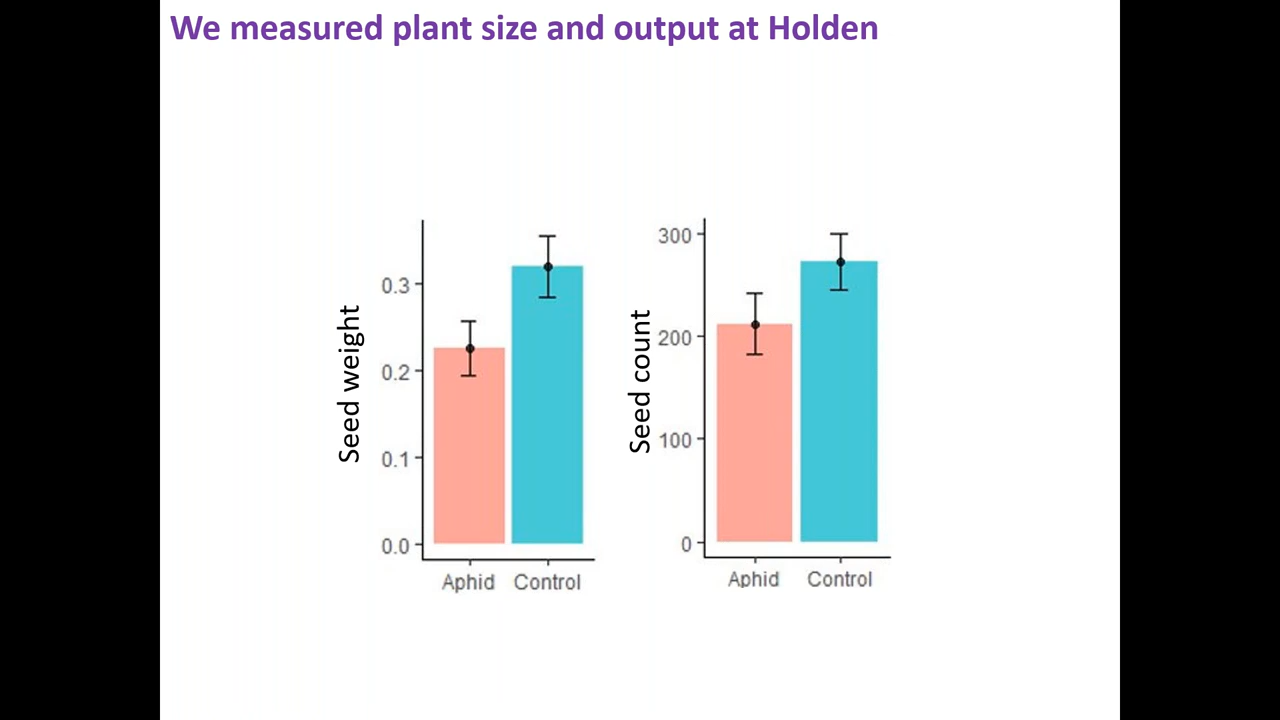 We measured plant size and output at Holden
Seed weight
0.3
0.2
0.1
0.0
Aphid Control
Seed count
300
200
100
0
Aphid Control